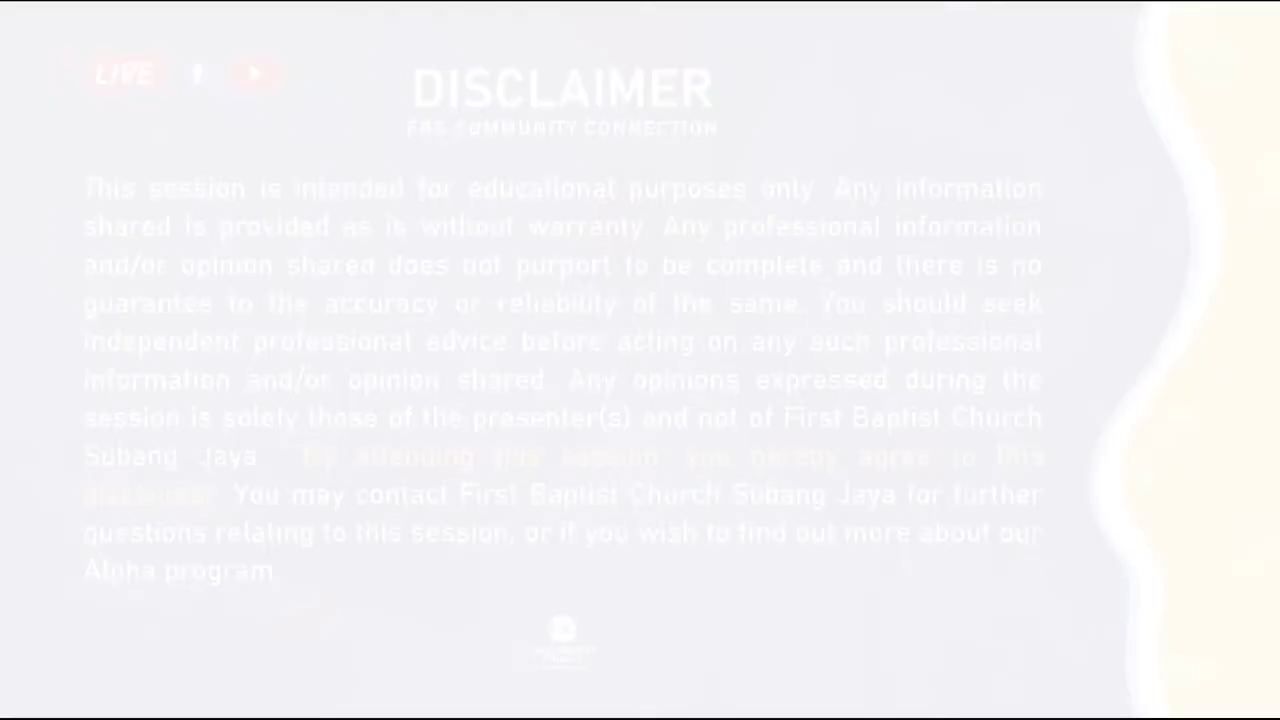 LIVE
DISCLAIMER
FBC COMMUNITY CONNECTION
This session is intended for educational purposes only. Any information
shared is provided as is without warranty. Any professional information
and/or opinion shared does not purport to be complete and there is no
guarantee to the accuracy or reliability of the same. You should seek
independent professional advice before acting on any such professional
information and/or opinion shared. Any opinions expressed during the
session is solely those of the presenter(s) and not of First Baptist Church
Subang Jaya. By attending this session, you hereby agree to this
disclaimer. You may contact First Baptist Church Subang Jaya for further
questions relating to this session, or if you wish to find out more about our
Alpha program.